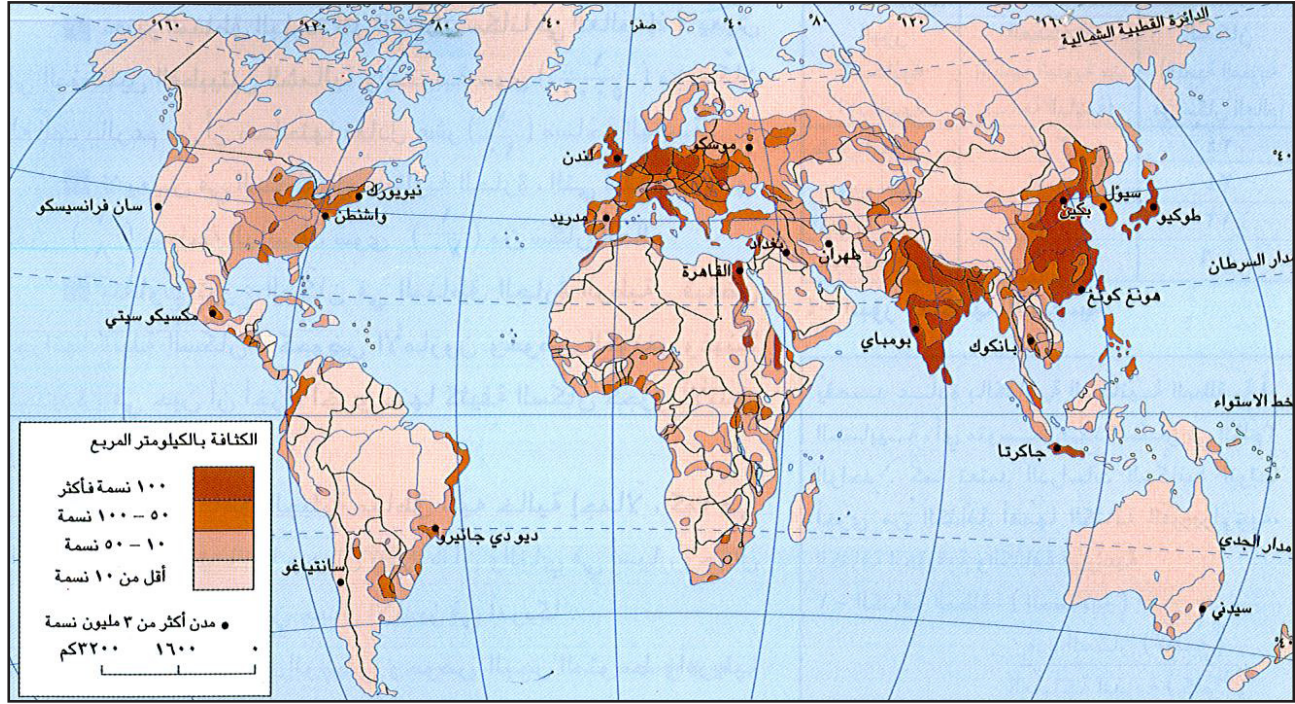 °١٦٠
°١٢٠
°٨٠
°٤٠
صفر°
°٤٠
°٨٠
°١٢٠
°١٦٠
الدائرة القطبية الشمالية
°٤٠
موسكو
لندن
نيويورك
واشنطن
سان فرانسيسكو
مدريد
سيول
بكين
طوكيو
بغداد
طهران
القاهرة
مدار السرطان
هونغ كونغ
مكسيكو سيتي
بومباي
بانكوك
خط الاستواء
جاكرتا
ديو دي جانيرو
مدار الجدي
سانتياغو
سيدني
°٤٠
الكثافة بالكيلومتر المربع
١٠٠ نسمة فأكثر
٥٠ – ١٠٠ نسمة
١٠ – ٥٠ نسمة
أقل من ١٠ نسمة
مدن أكثر من ٣ مليون نسمة
٠ ١٦٠٠ ٣٢٠٠كم